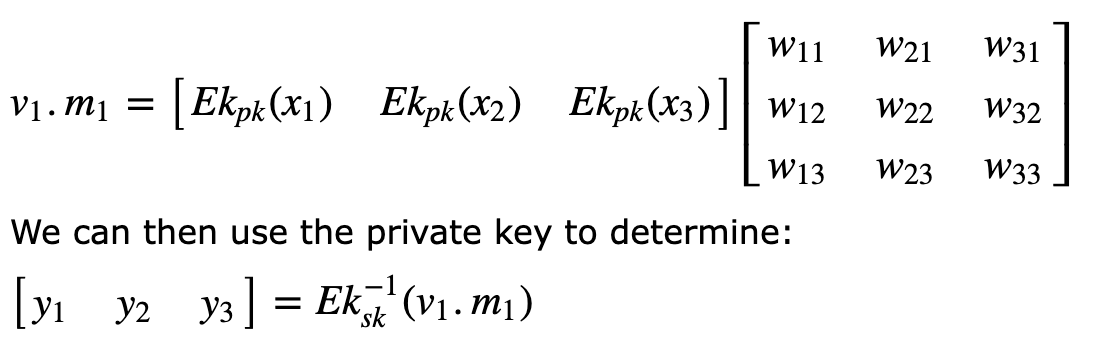 v₁.m₁ = [Ek_pk(x₁) Ek_pk(x₂) Ek_pk(x₃)] [w₁₁ w₂₁ w₃₁
w₁₂ w₂₂ w₃₂
w₁₃ w₂₃ w₃₃]
We can then use the private key to determine:
[y₁ y₂ y₃] = Ek_sk⁻¹(v₁.m₁)